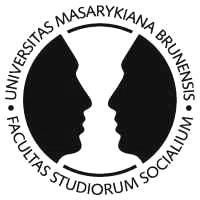 UNIVERSITAS MASARYKIANA BRUNENSIS
• FACULTAS STUDIORUM SOCIALIUM •